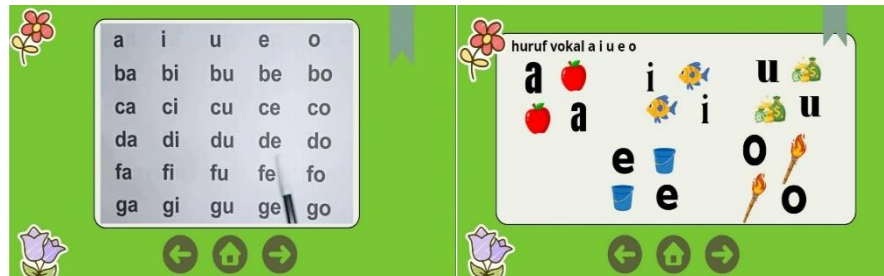 a i u e o
ba bi bu be bo
ca ci cu ce co
da di du de do
fa fi fu fe fo
ga gi gu ge go
huruf vokal a i u e o
a i u
a i u
e o
e o